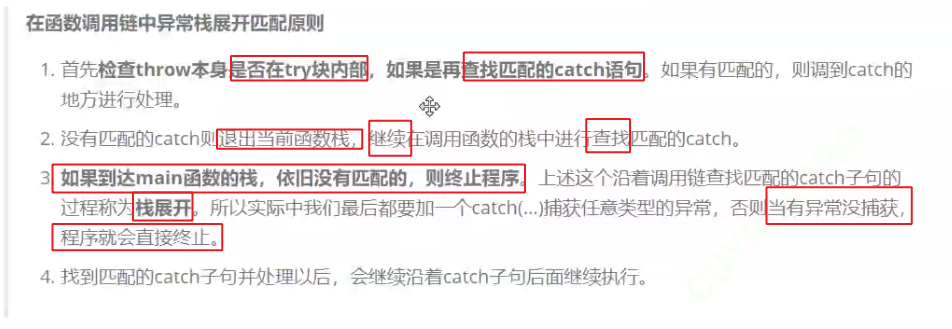 在函数调用链中异常栈展开匹配原则
1. 首先检查throw本身是否在try块内部，如果是再查找匹配的catch语句。如果有匹配的，则调到catch的
地方进行处理。
2. 没有匹配的catch则退出当前函数栈，继续在调用函数的栈中进行查找匹配的catch。
3. 如果到达main函数的栈，依旧没有匹配的，则终止程序。上述这个沿着调用链查找匹配的catch子句的
过程称为栈展开。所以实际中我们最后都要加一个catch(...)捕获任意类型的异常，否则当有异常没捕获，
程序就会直接终止。
4. 找到匹配的catch子句并处理以后，会继续沿着catch子句后面继续执行。